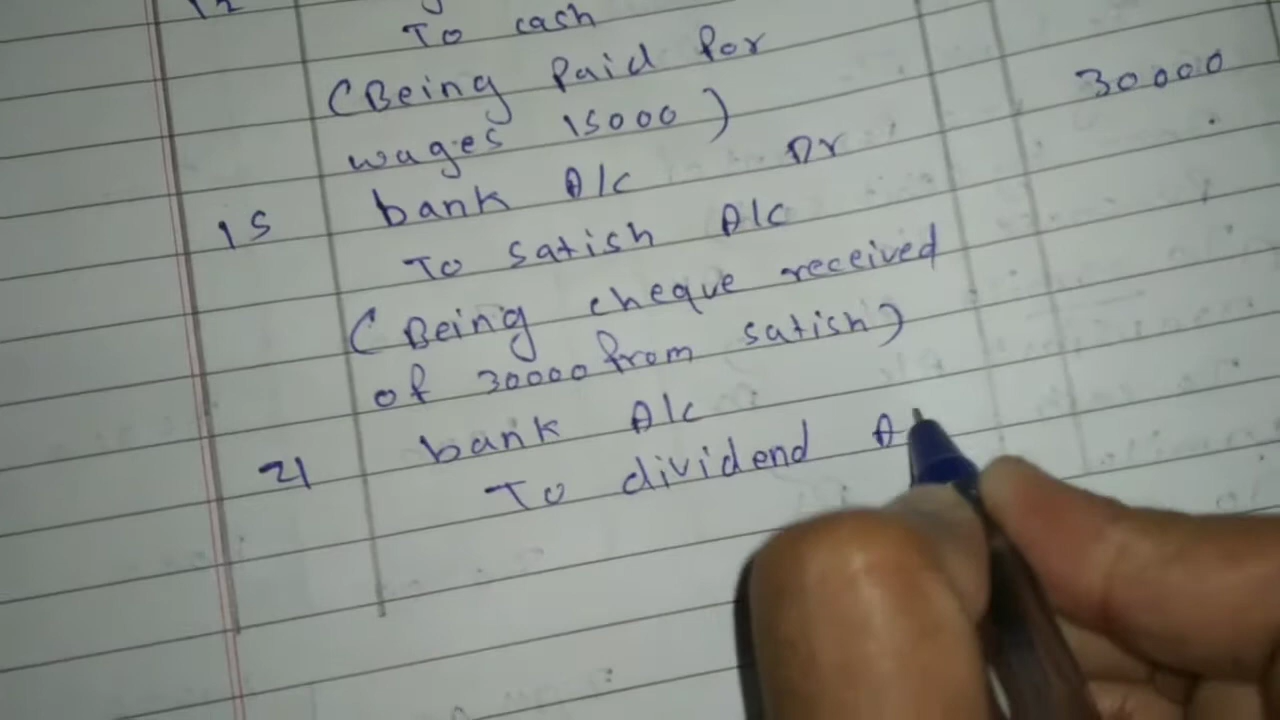 12
To cash
(Being Paid for
wages 15000)
15 bank A/c Dr 30000
To satish A/c
(Being cheque received
of 30000 from satish)
21 bank A/c
To dividend A